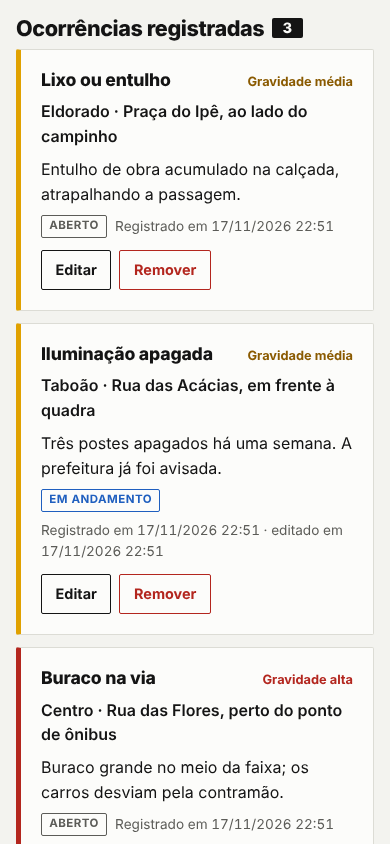 Ocorrências registradas 3
Lixo ou entulho Gravidade média
Eldorado · Praça do Ipê, ao lado do
campinho
Entulho de obra acumulado na calçada,
atrapalhando a passagem.
ABERTO Registrado em 17/11/2026 22:51
Editar Remover
Iluminação apagada Gravidade média
Taboão · Rua das Acácias, em frente à
quadra
Três postes apagados há uma semana. A
prefeitura já foi avisada.
EM ANDAMENTO
Registrado em 17/11/2026 22:51 · editado em
17/11/2026 22:51
Editar Remover
Buraco na via Gravidade alta
Centro · Rua das Flores, perto do ponto
de ônibus
Buraco grande no meio da faixa; os
carros desviam pela contramão.
ABERTO Registrado em 17/11/2026 22:51